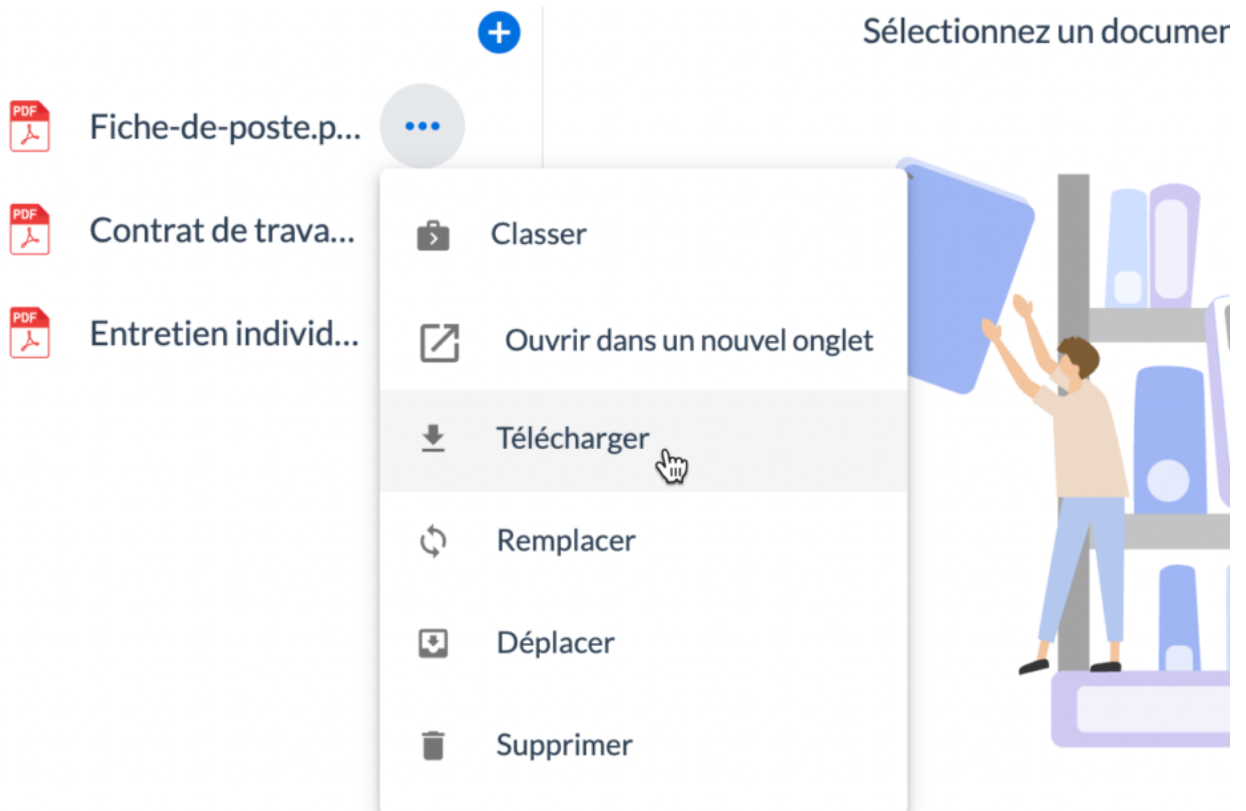 Sélectionnez un documen
PDF
Fiche-de-poste.p...
PDF
Contrat de trava...
PDF
Entretien individ...
Classer
Ouvrir dans un nouvel onglet
Télécharger
Remplacer
Déplacer
Supprimer